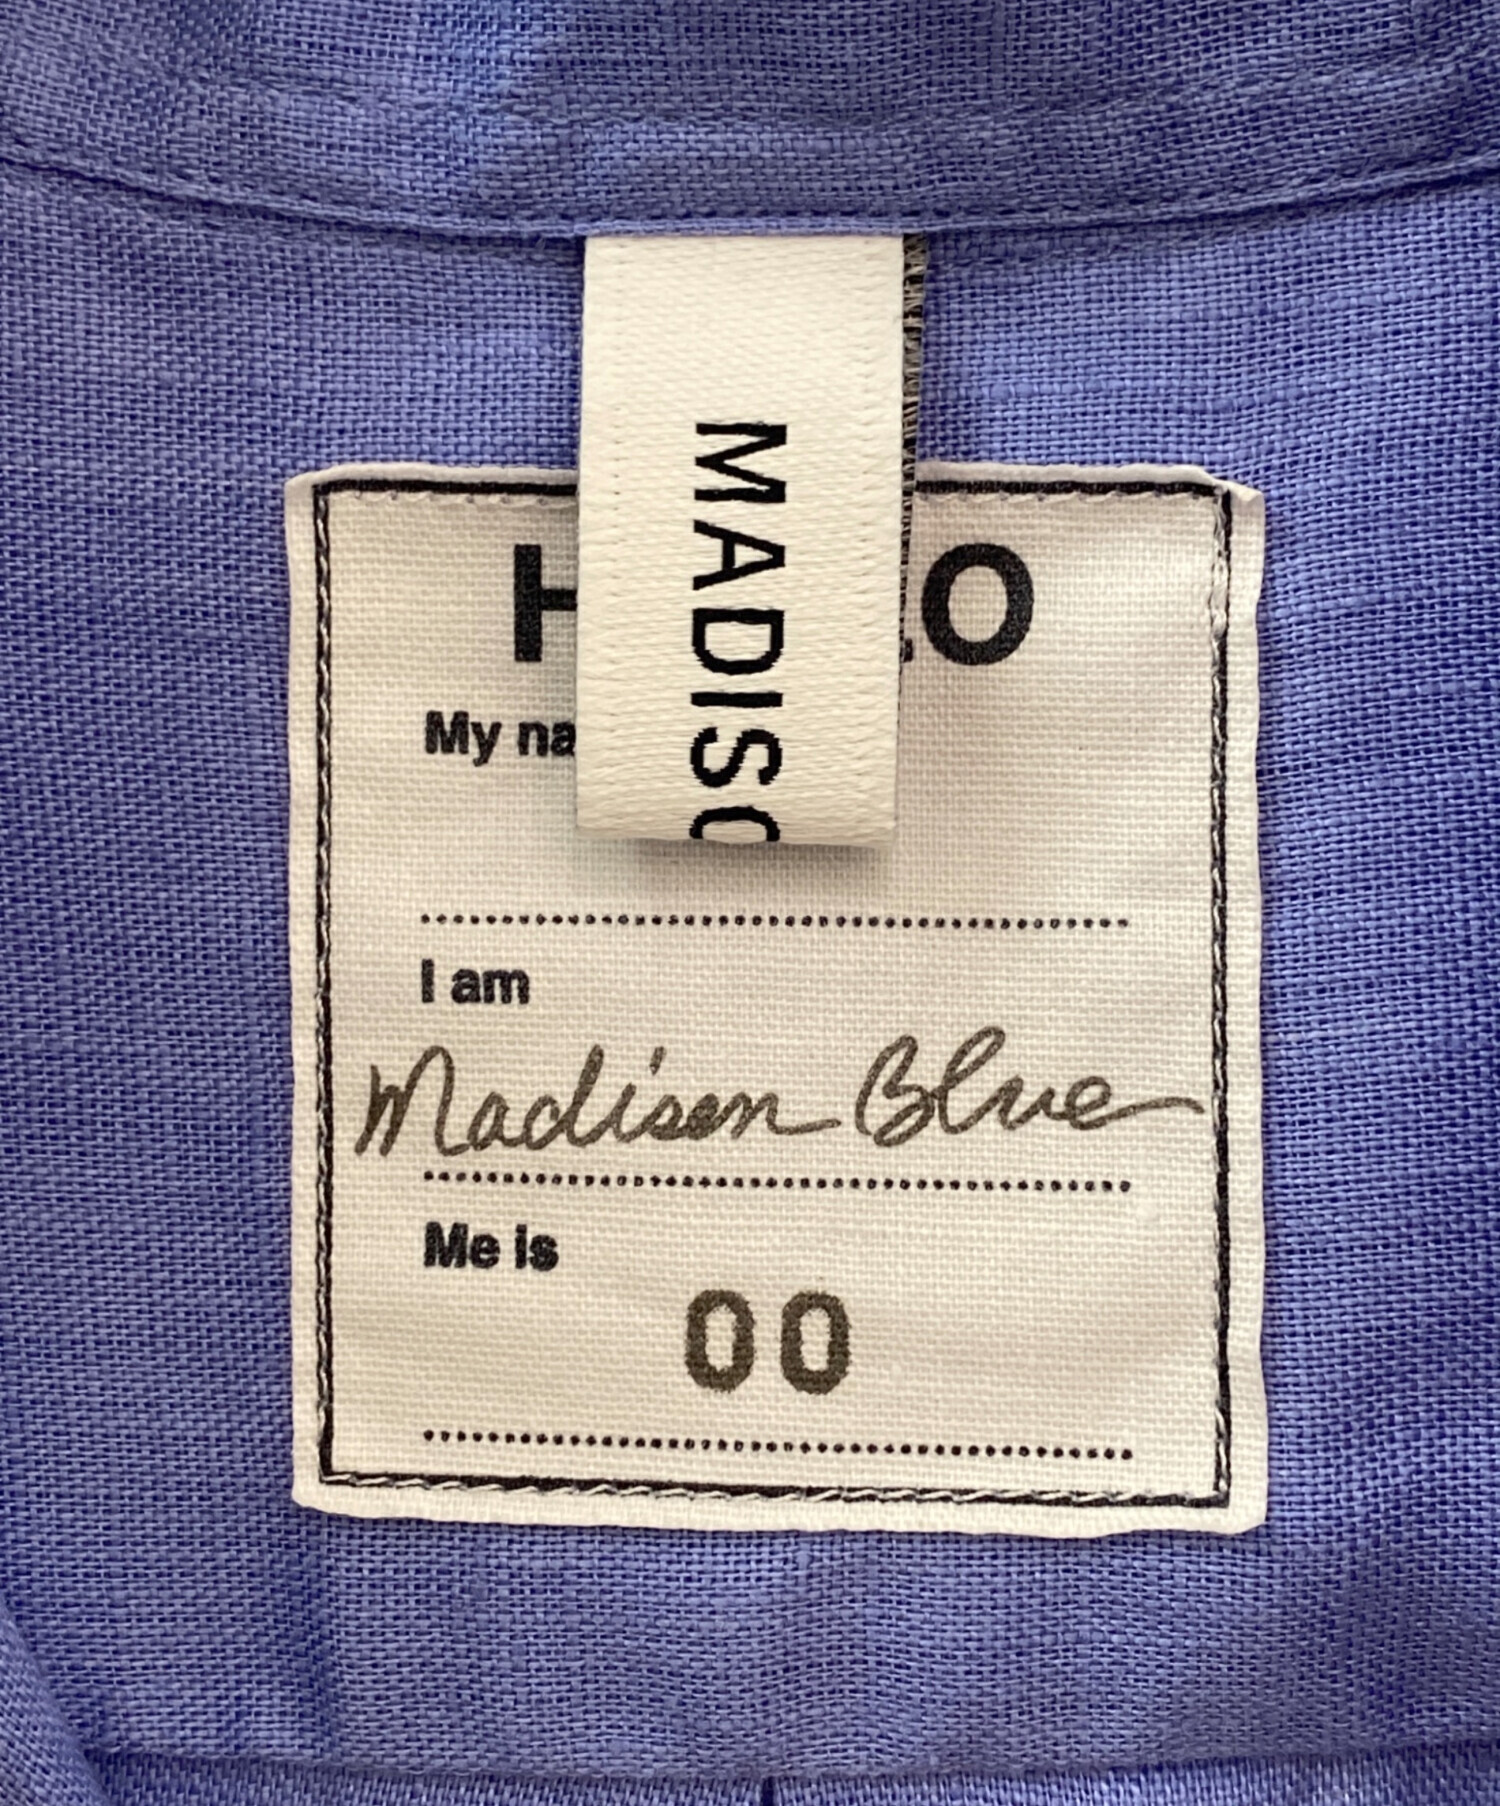 MADISO
H O
My na
I am
Madison Blue
Me is
00